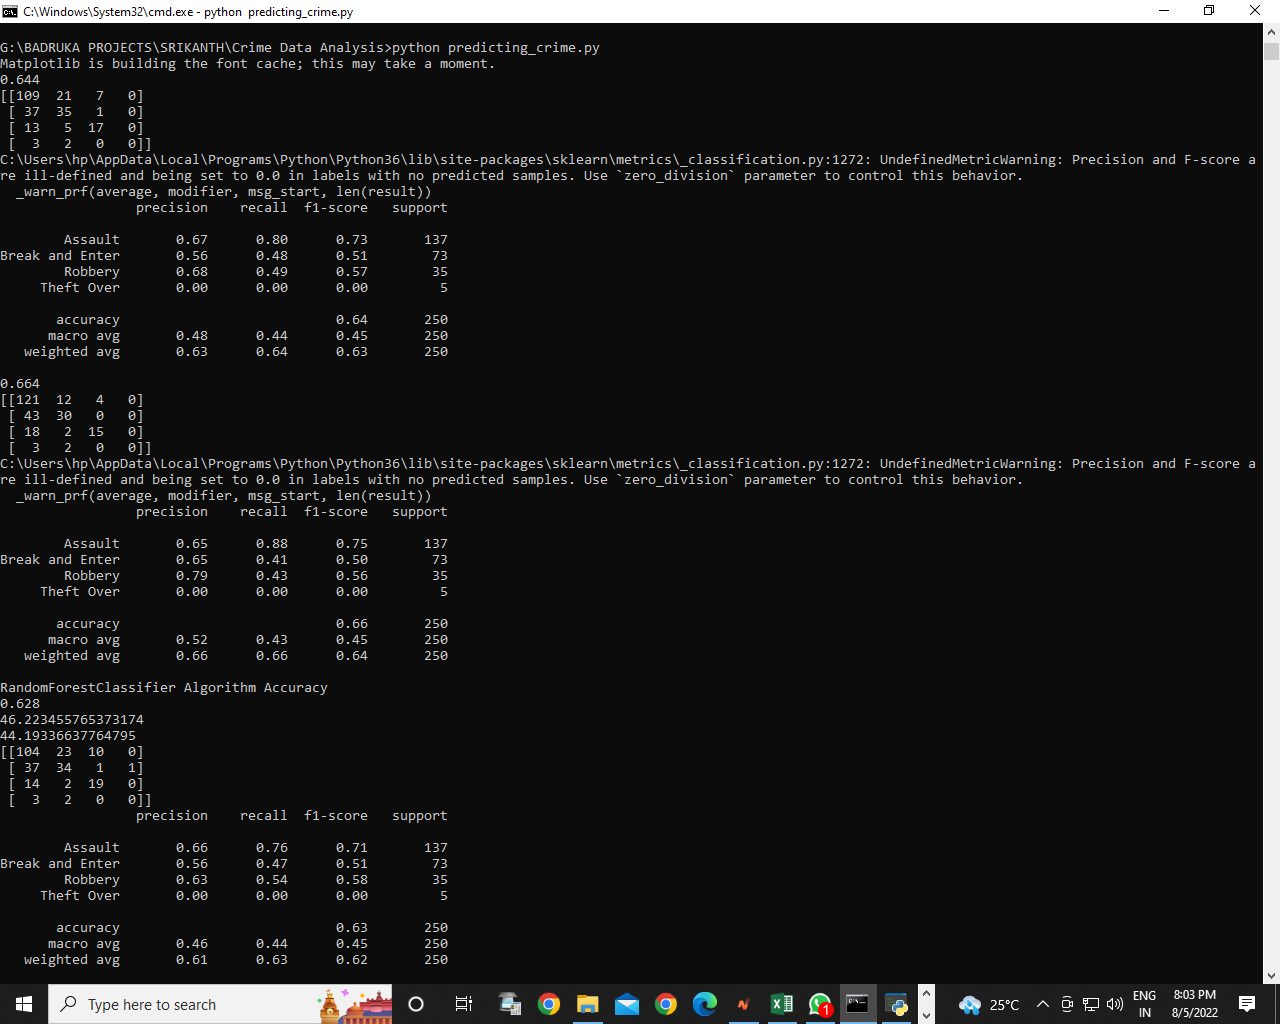 C:\Windows\System32\cmd.exe - python  predicting_crime.py
G:\BADRUKA PROJECTS\SRIKANTH\Crime Data Analysis>python predicting_crime.py
Matplotlib is building the font cache; this may take a moment.
0.644
[[109  21   7   0]
 [ 37  35   1   0]
 [ 13   5  17   0]
 [  3   2   0   0]]
C:\Users\hp\AppData\Local\Programs\Python\Python36\lib\site-packages\sklearn\metrics\_classification.py:1272: UndefinedMetricWarning: Precision and F-score a
re ill-defined and being set to 0.0 in labels with no predicted samples. Use `zero_division` parameter to control this behavior.
  _warn_prf(average, modifier, msg_start, len(result))
                 precision    recall  f1-score   support
        Assault       0.67      0.80      0.73       137
Break and Enter       0.56      0.48      0.51        73
        Robbery       0.68      0.49      0.57        35
     Theft Over       0.00      0.00      0.00         5
       accuracy                           0.64       250
      macro avg       0.48      0.44      0.45       250
   weighted avg       0.63      0.64      0.63       250
0.664
[[121  12   4   0]
 [ 43  30   0   0]
 [ 18   2  15   0]
 [  3   2   0   0]]
C:\Users\hp\AppData\Local\Programs\Python\Python36\lib\site-packages\sklearn\metrics\_classification.py:1272: UndefinedMetricWarning: Precision and F-score a
re ill-defined and being set to 0.0 in labels with no predicted samples. Use `zero_division` parameter to control this behavior.
  _warn_prf(average, modifier, msg_start, len(result))
                 precision    recall  f1-score   support
        Assault       0.65      0.88      0.75       137
Break and Enter       0.65      0.41      0.50        73
        Robbery       0.79      0.43      0.56        35
     Theft Over       0.00      0.00      0.00         5
       accuracy                           0.66       250
      macro avg       0.52      0.43      0.45       250
   weighted avg       0.66      0.66      0.64       250
RandomForestClassifier Algorithm Accuracy
0.628
46.223455765373174
44.19336637764795
[[104  23  10   0]
 [ 37  34   1   1]
 [ 14   2  19   0]
 [  3   2   0   0]]
                 precision    recall  f1-score   support
        Assault       0.66      0.76      0.71       137
Break and Enter       0.56      0.47      0.51        73
        Robbery       0.63      0.54      0.58        35
     Theft Over       0.00      0.00      0.00         5
       accuracy                           0.63       250
      macro avg       0.46      0.44      0.45       250
   weighted avg       0.61      0.63      0.62       250
Type here to search
1
25°C
ENG
IN
8:03 PM
8/5/2022